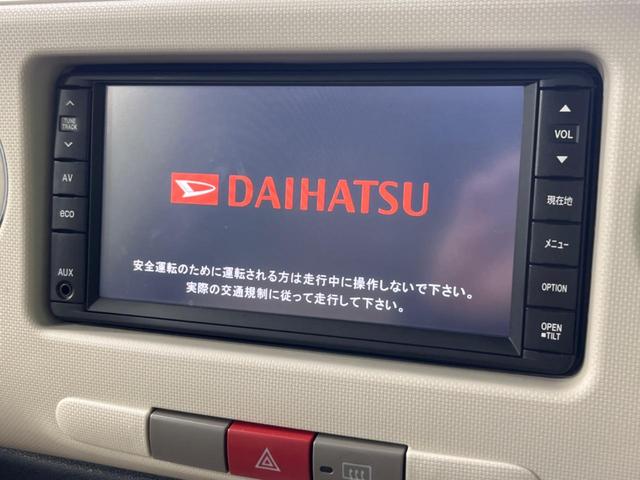 TUNE
TRACK
AV
eco
AUX
DAIHATSU
安全運転のために運転される方は走行中に操作しないで下さい。
実際の交通規制に従って走行して下さい。
VOL
現在地
メニュー
OPTION
OPEN
■TILT